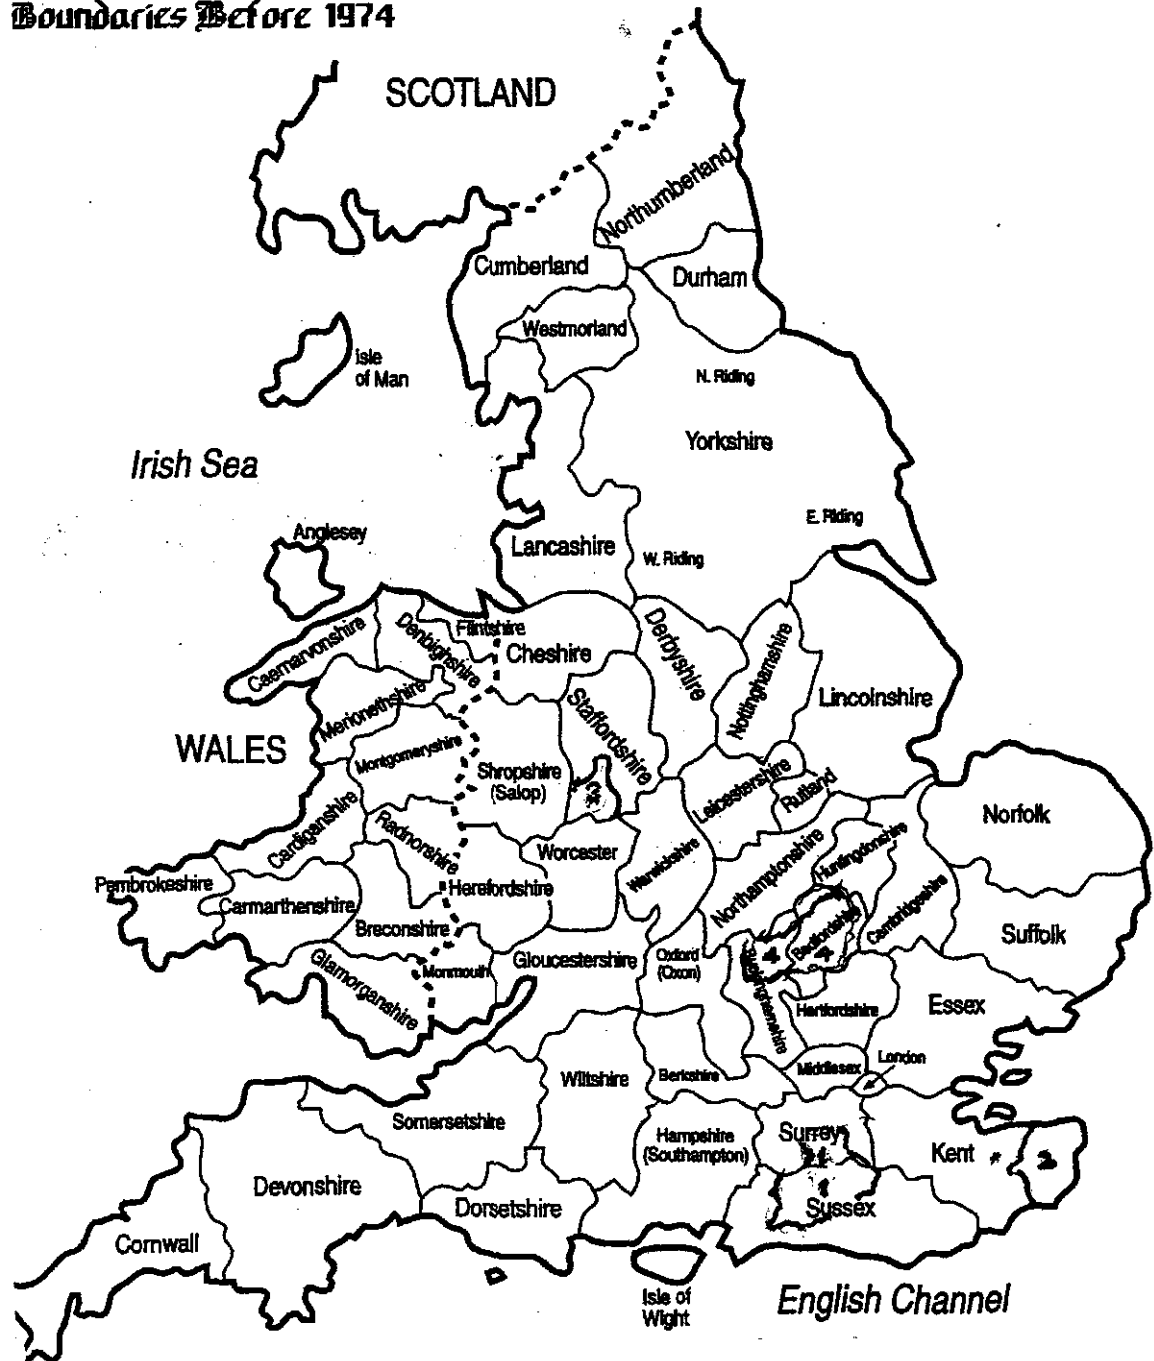 Boundaries Before 1974
SCOTLAND
Northumberland
Cumberland
Durham
Westmorland
Isle
of Man
N. Riding
Yorkshire
Irish Sea
E. Riding
Anglesey
Lancashire
W. Riding
Flintshire
Caernarvonshire
Denbighshire
Cheshire
Derbyshire
Nottinghamshire
Merionethshire
Staffordshire
Lincolnshire
WALES
Montgomeryshire
Shropshire
(Salop)
Leicestershire
Rutland
Norfolk
Cardiganshire
Radnorshire
Worcester
Warwickshire
Northamptonshire
Huntingdonshire
Pembrokeshire
Carmarthenshire
Herefordshire
Cambridgeshire
Breconshire
Bedfordshire
Suffolk
Glamorganshire
Monmouth
Gloucestershire
Oxford
(Oxon)
Buckinghamshire
Hertfordshire
Essex
Wiltshire
Berkshire
Middlesex
London
Somersetshire
Hampshire
(Southampton)
Surrey
Kent
2
Devonshire
Dorsetshire
Sussex
Cornwall
Isle of
Wight
English Channel